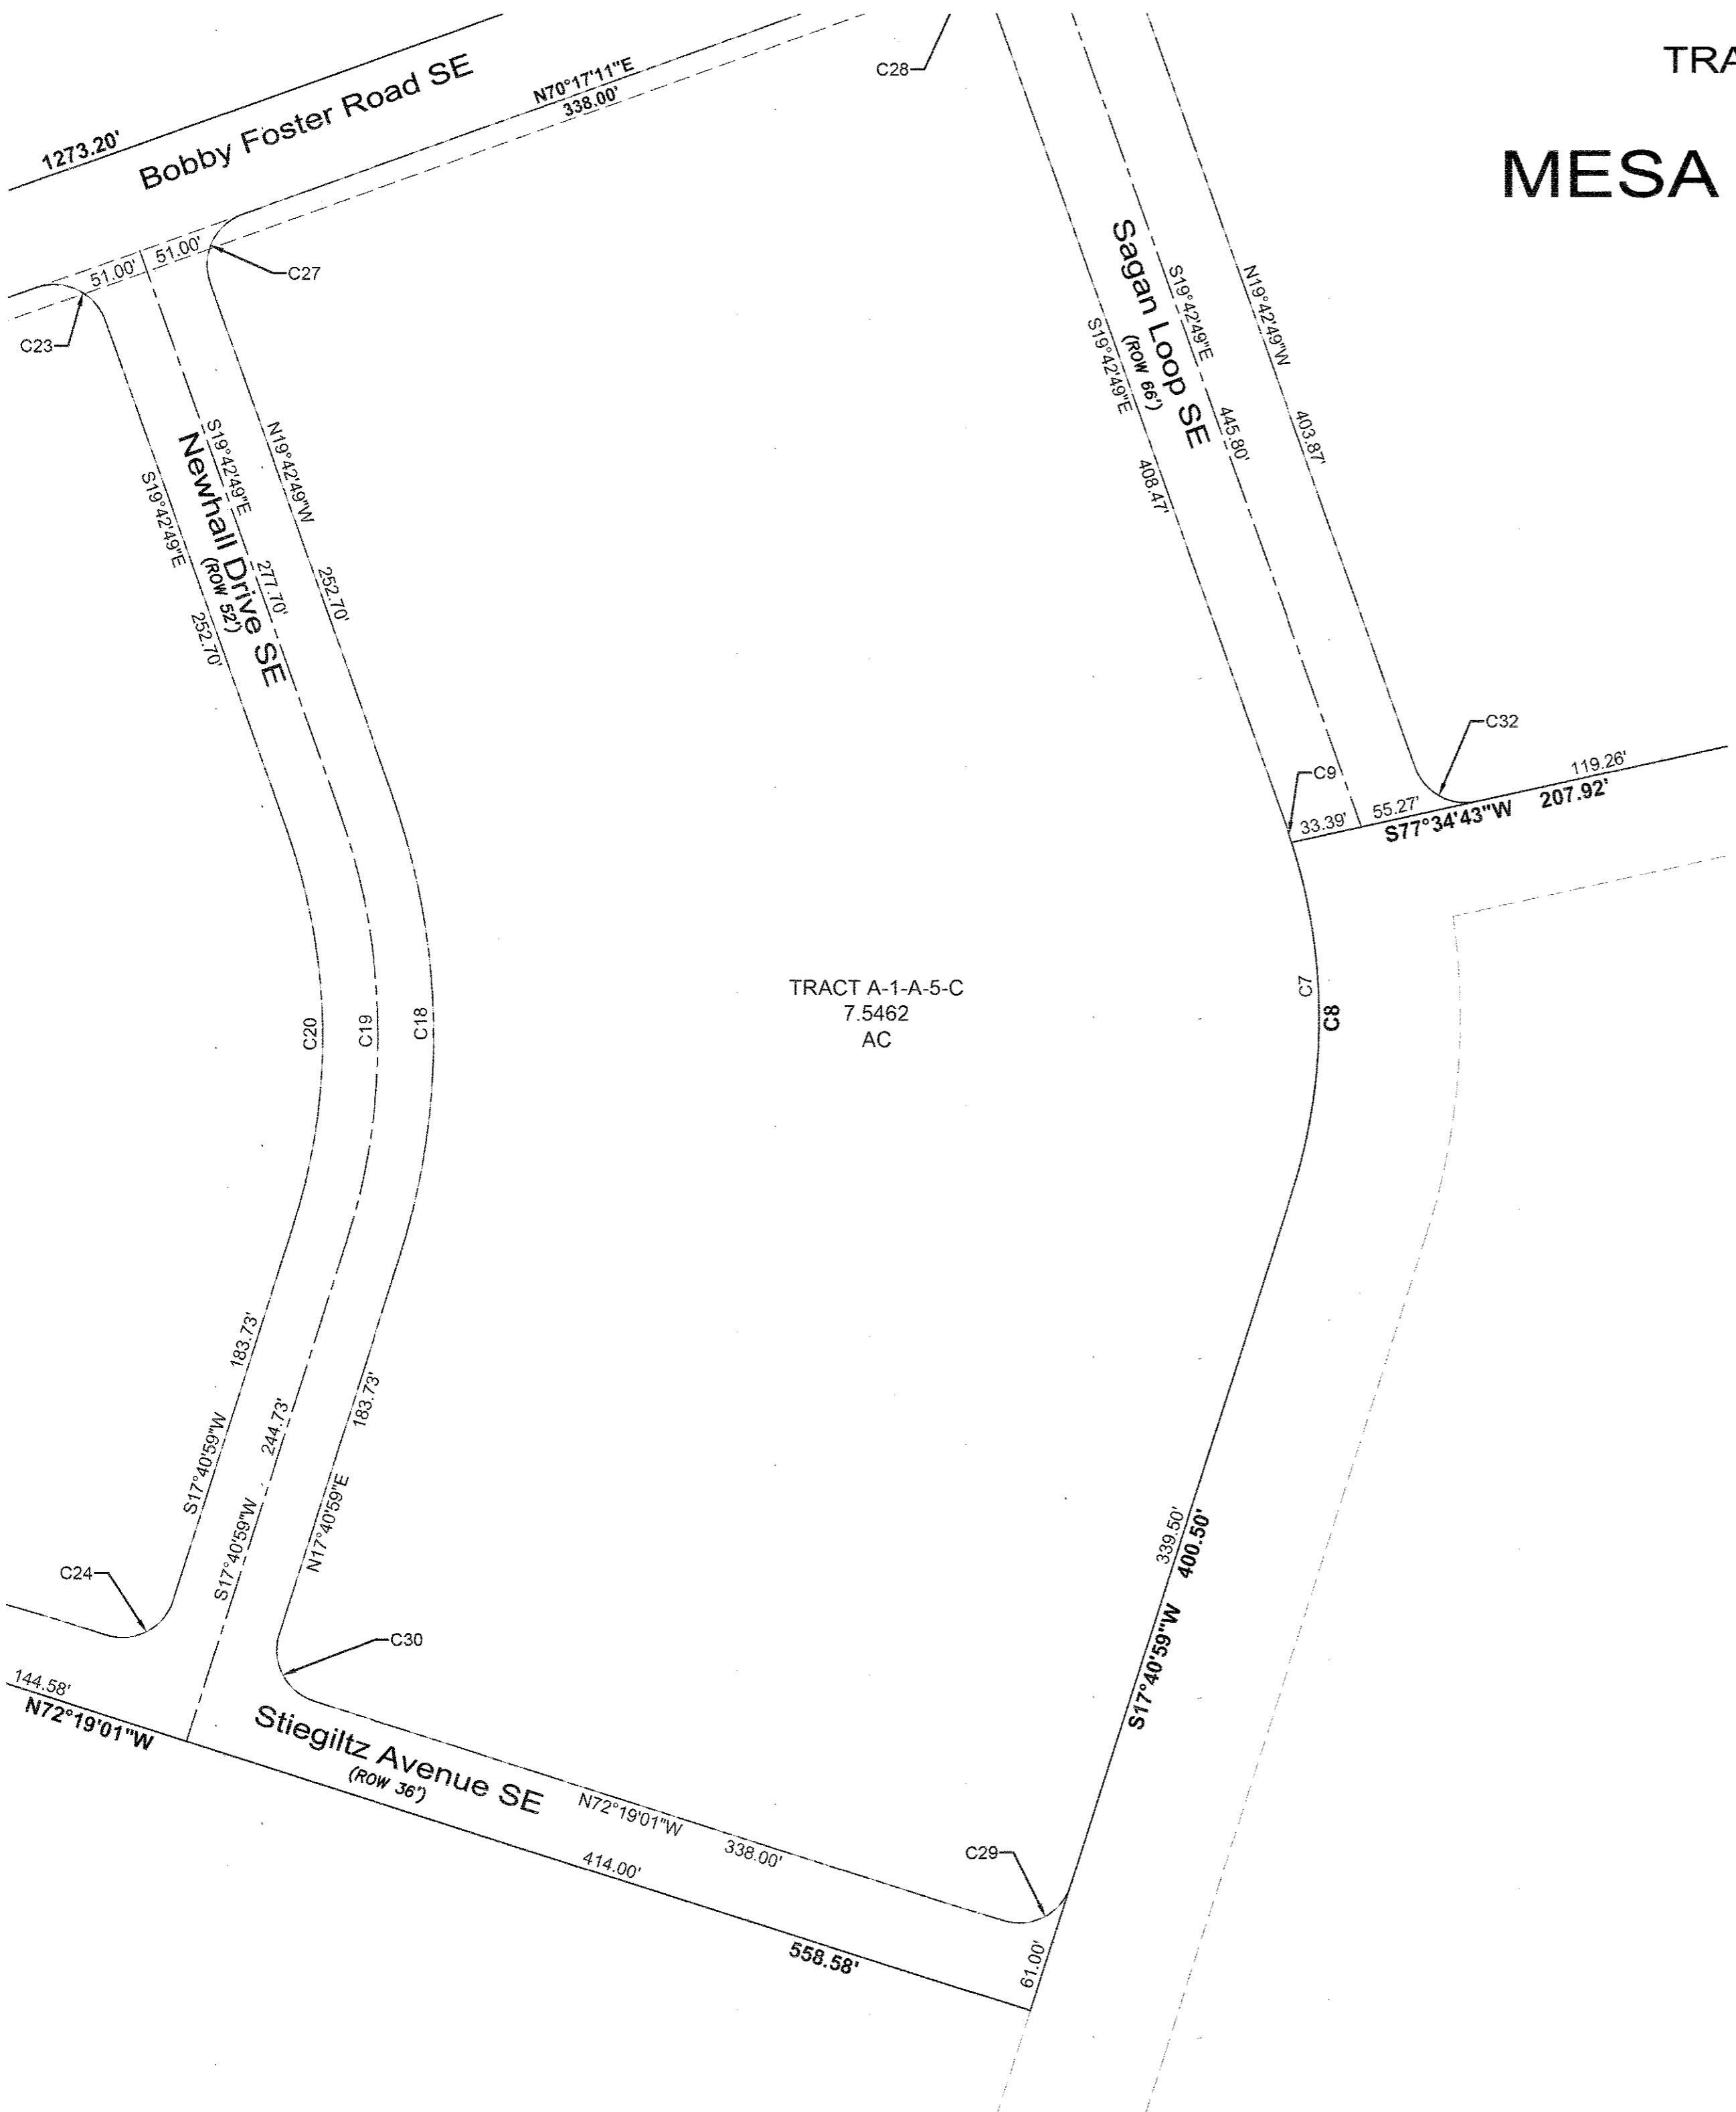 TRA
MESA
1273.20'
Bobby Foster Road SE
N70°17'11"E
338.00'
C28
51.00'
51.00'
C27
C23
S19°42'49"E
252.70'
Newhall Drive SE
(ROW 52')
S19°42'49"E
277.70'
N19°42'49"W
252.70'
Sagan Loop SE
(ROW 66')
S19°42'49"E
408.47'
S19°42'49"E
445.80'
N19°42'49"W
403.87'
C32
C9
33.39'
55.27'
119.26'
S77°34'43"W 207.92'
TRACT A-1-A-5-C
7.5462
AC
C7
C8
C20
C19
C18
183.73'
S17°40'59"W
244.73'
S17°40'59"W
183.73'
N17°40'59"E
339.50'
S17°40'59"W 400.50'
C24
C30
144.58'
N72°19'01"W
Stiegiltz Avenue SE
(ROW 36')
N72°19'01"W 338.00'
414.00'
558.58'
C29
61.00'